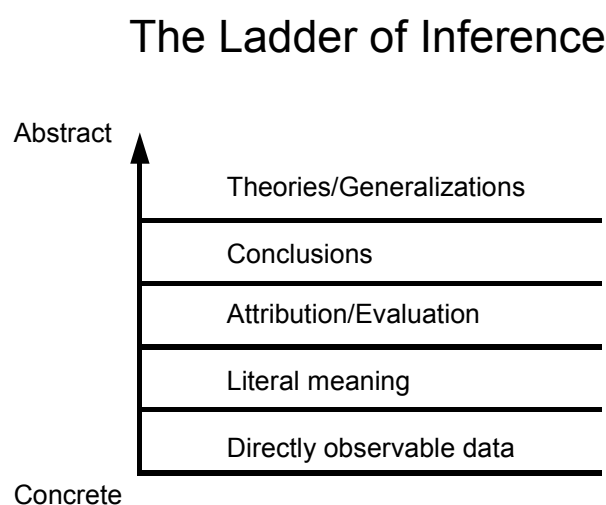 The Ladder of Inference
Abstract
Theories/Generalizations
Conclusions
Attribution/Evaluation
Literal meaning
Directly observable data
Concrete